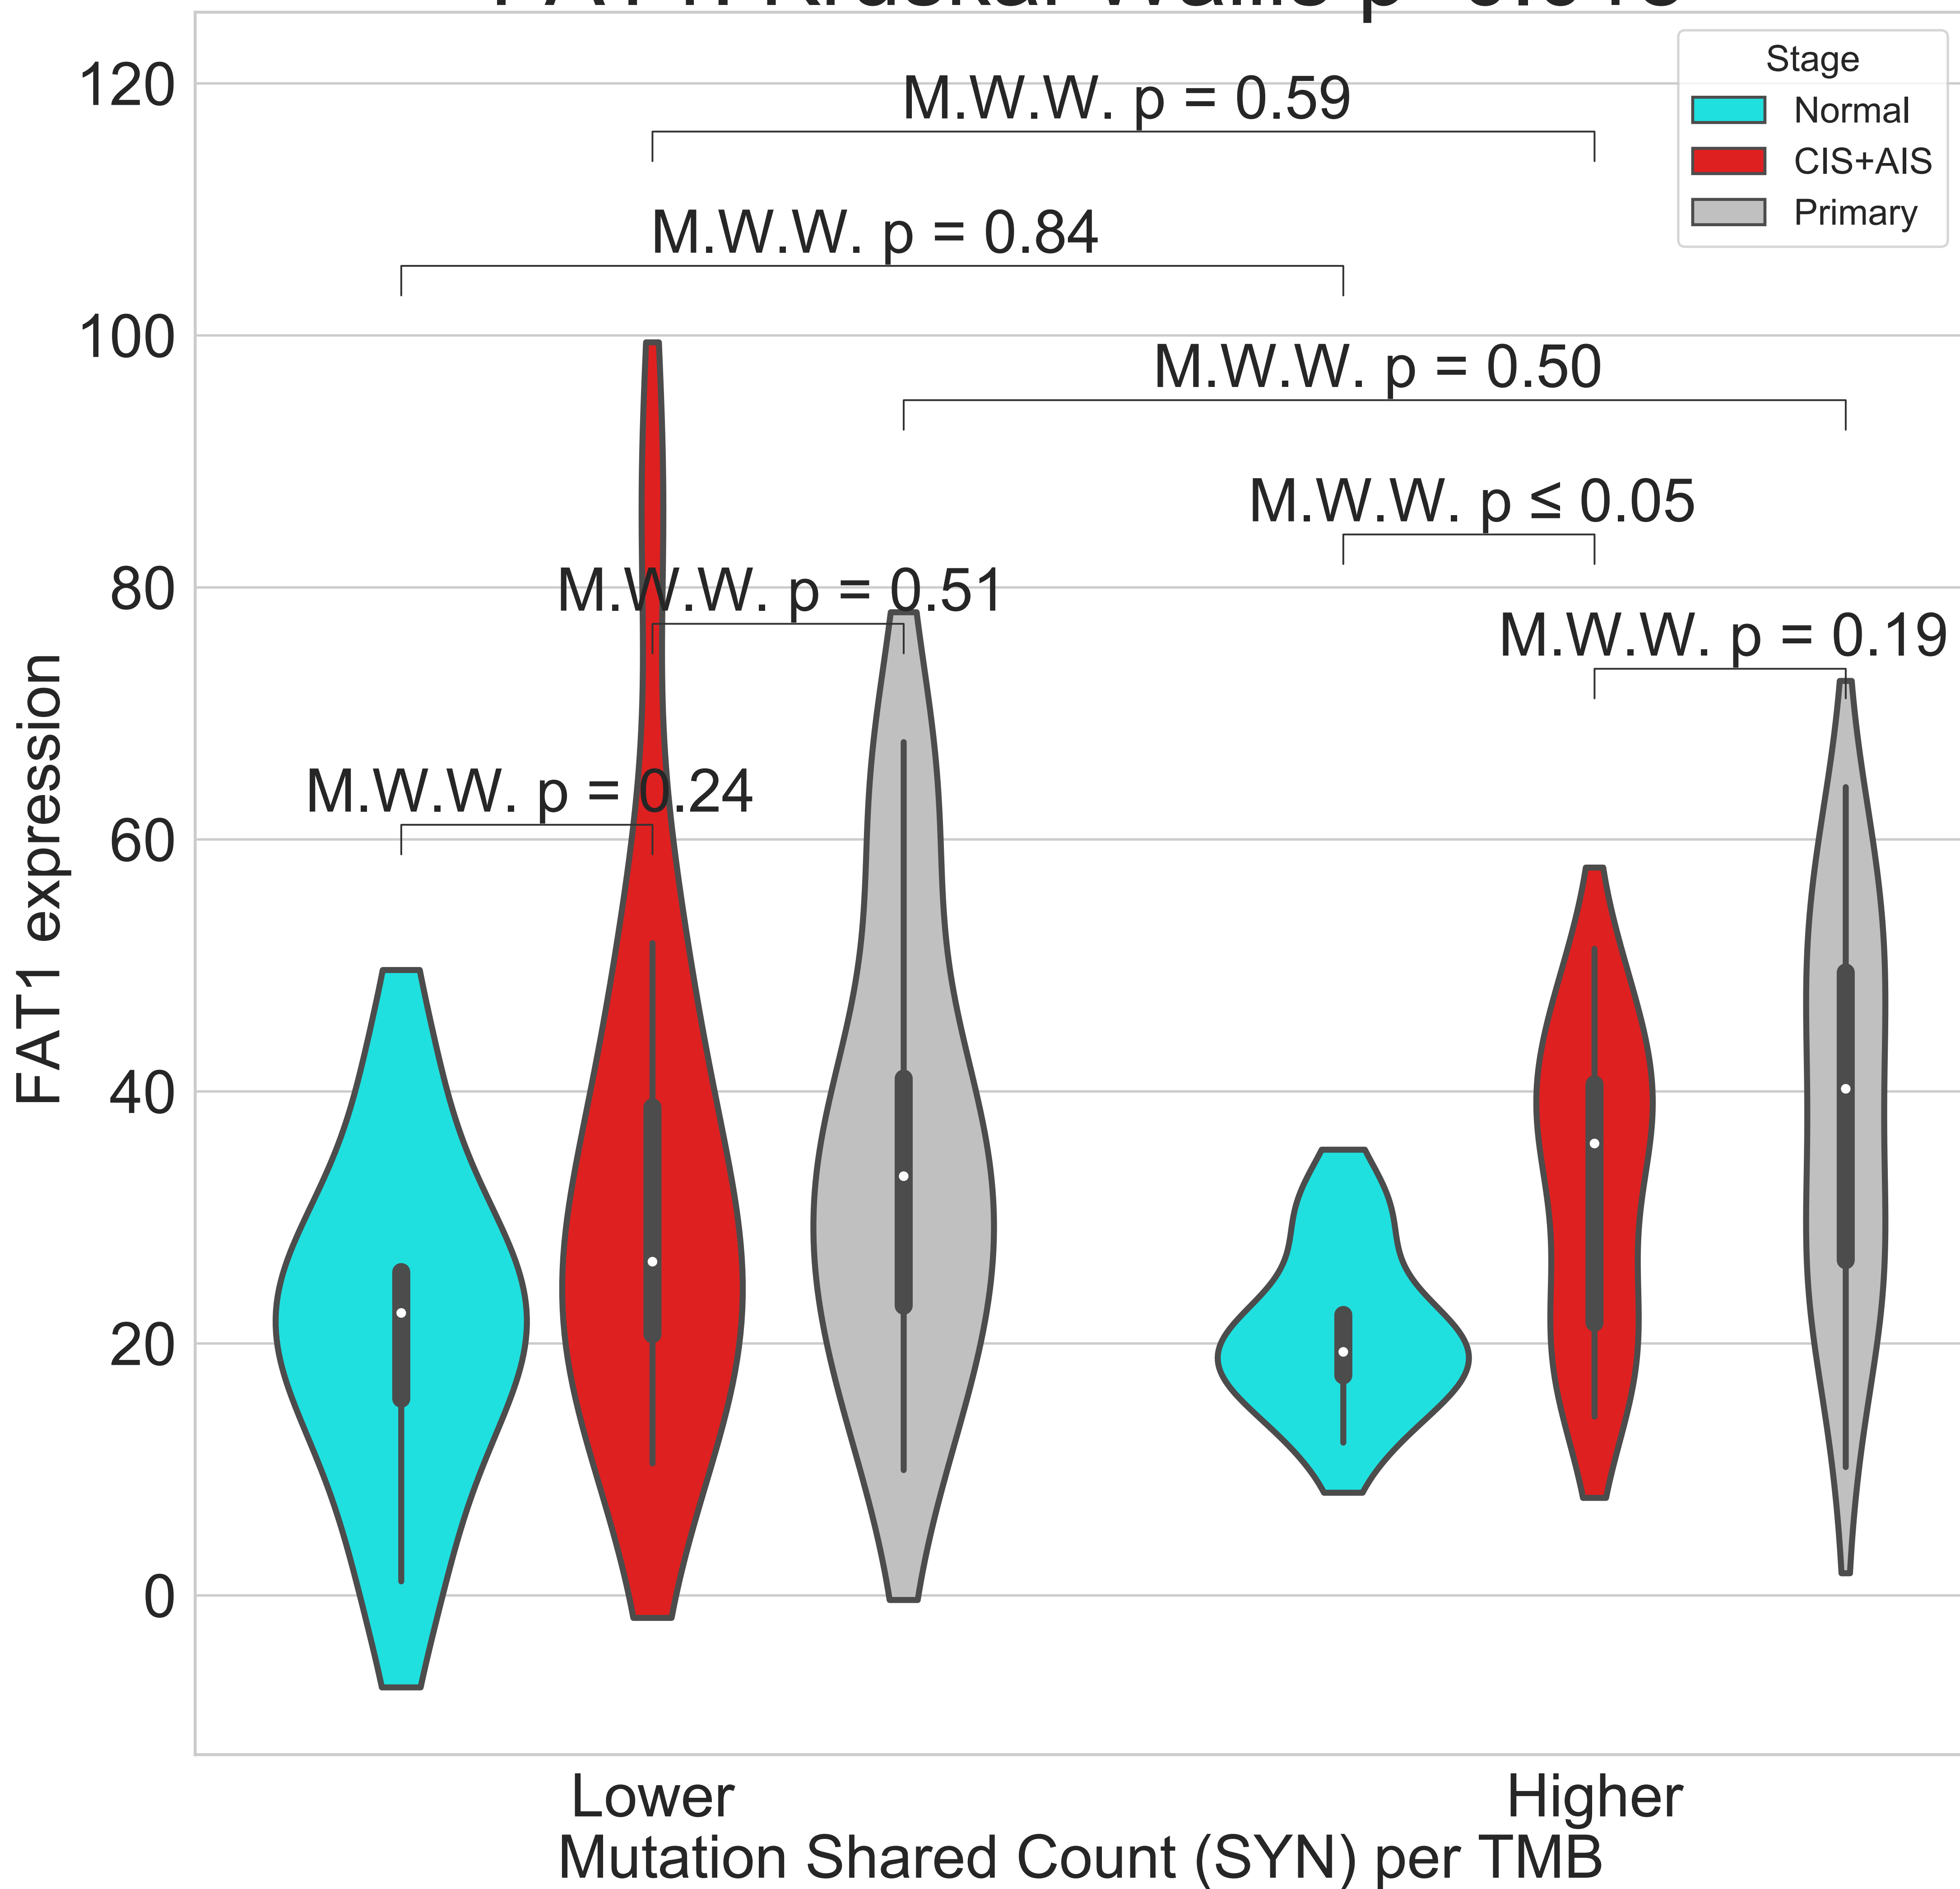 Stage
Normal
CIS+AIS
Primary
120
100
80
60
40
20
0
FAT1 expression
M.W.W. p = 0.59
M.W.W. p = 0.84
M.W.W. p = 0.50
M.W.W. p ≤ 0.05
M.W.W. p = 0.51
M.W.W. p = 0.19
M.W.W. p = 0.24
Lower
Higher
Mutation Shared Count (SYN) per TMB